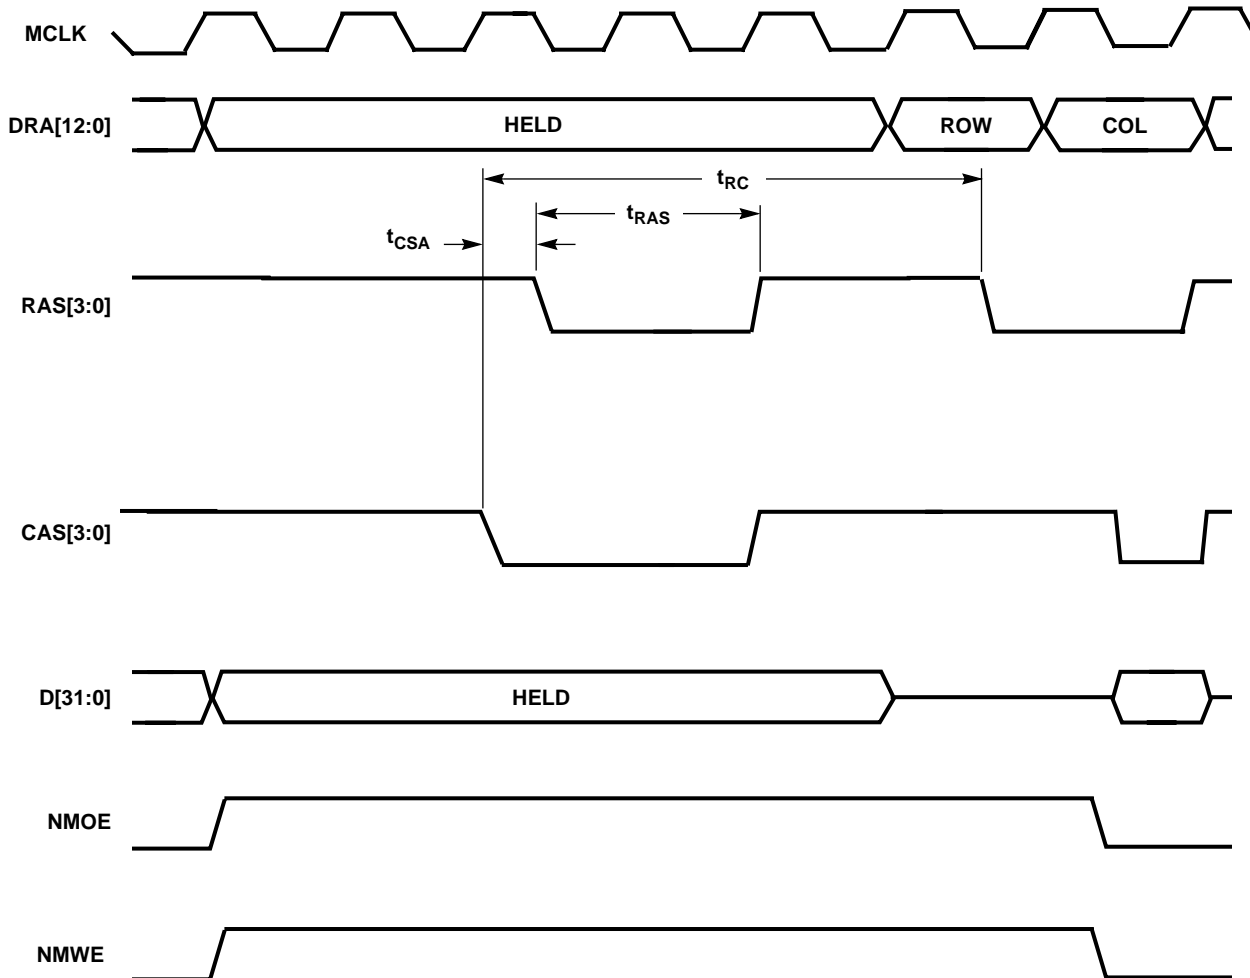 MCLK
DRA[12:0]
HELD
ROW
COL
tRC
tRAS
tCSA
RAS[3:0]
CAS[3:0]
D[31:0]
HELD
NMOE
NMWE